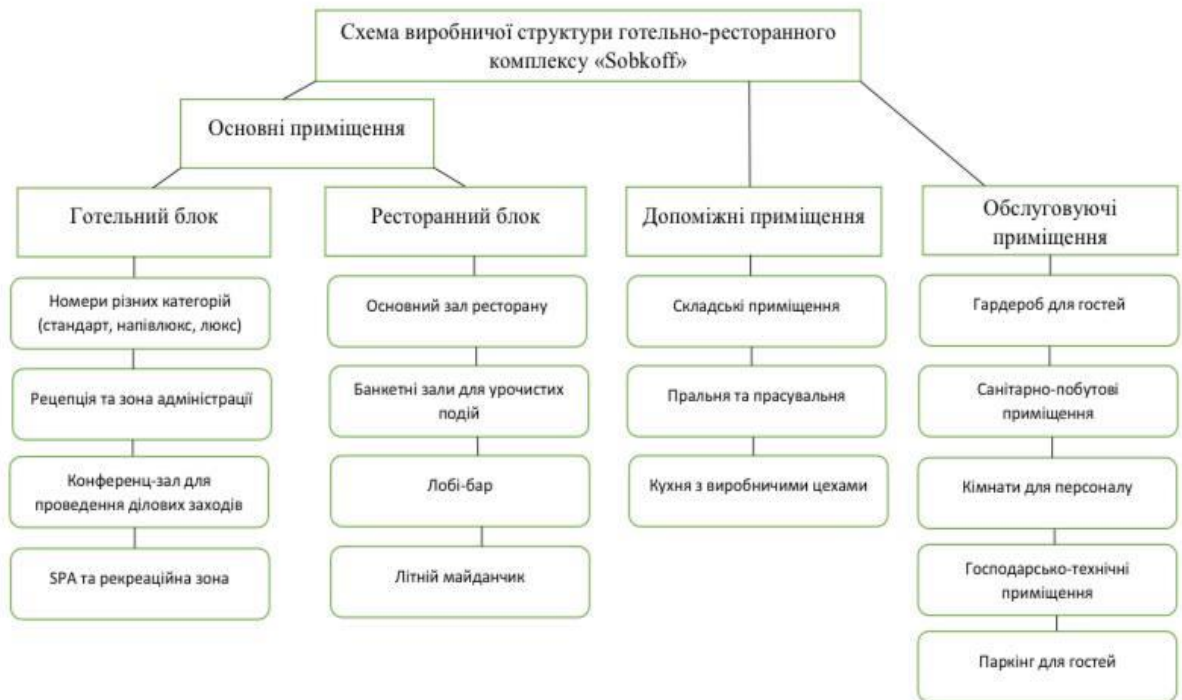 Схема виробничої структури готельно-ресторанного
комплексу «Sobkoff»
Основні приміщення
Готельний блок
Ресторанний блок
Допоміжні приміщення
Обслуговуючі
приміщення
Номери різних категорій
(стандарт, напівлюкс, люкс)
Основний зал ресторану
Складські приміщення
Гардероб для гостей
Рецепція та зона адміністрації
Банкетні зали для урочистих
подій
Пральня та прасувальня
Санітарно-побутові
приміщення
Конференц-зал для
проведення ділових заходів
Лобі-бар
Кухня з виробничими цехами
Кімнати для персоналу
SPA та рекреаційна зона
Літній майданчик
Господарсько-технічні
приміщення
Паркінг для гостей